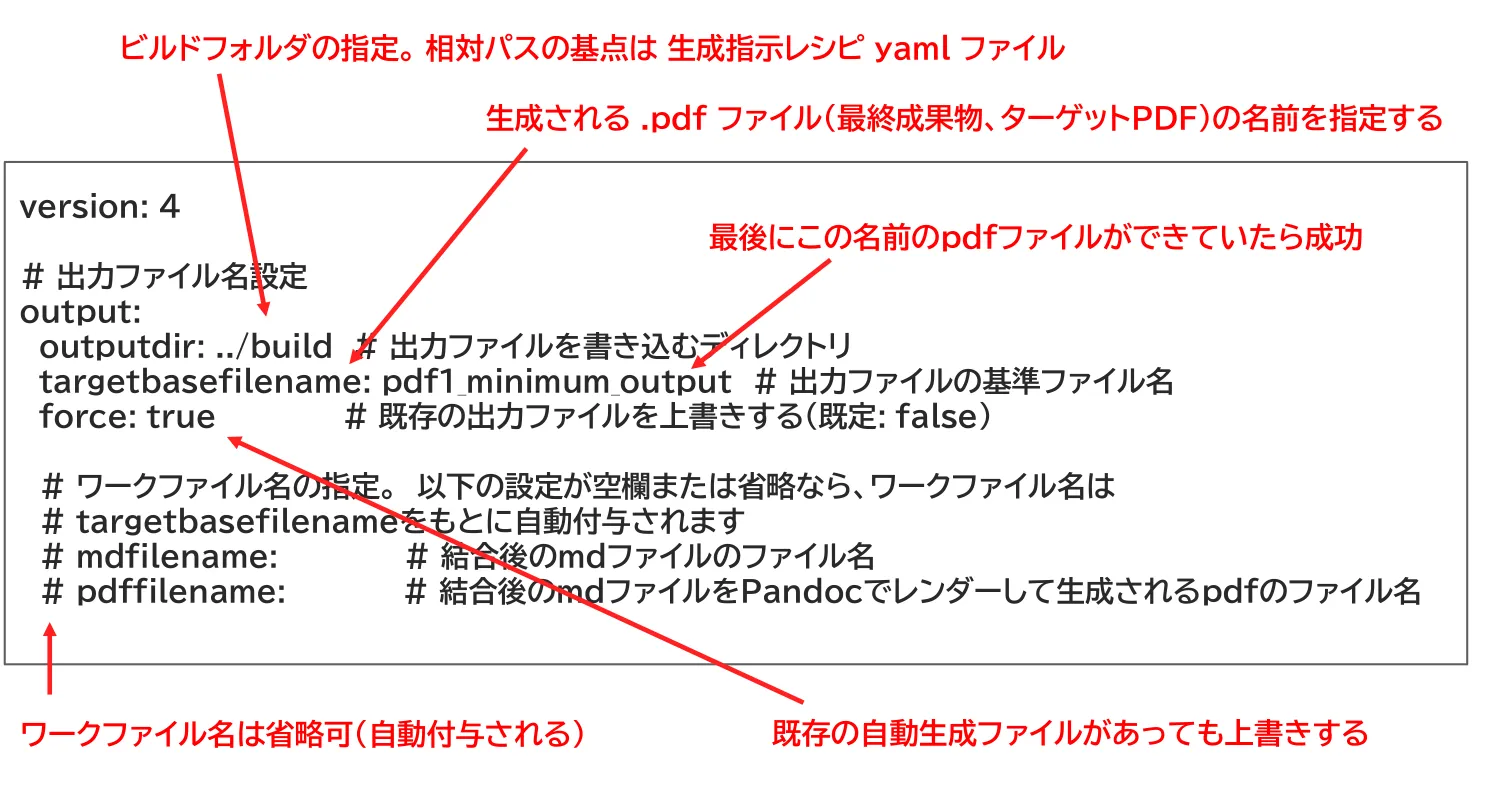 ビルドフォルダの指定。相対パスの基点は 生成指示レシピ yaml ファイル
生成される .pdf ファイル（最終成果物、ターゲットPDF）の名前を指定する
version: 4
最後にこの名前のpdfファイルができていたら成功
# 出力ファイル名設定
output:
outputdir: ../build # 出力ファイルを書き込むディレクトリ
targetbasefilename: pdf1_minimum_output # 出力ファイルの基準ファイル名
force: true # 既存の出力ファイルを上書きする（既定: false）
# ワークファイル名の指定。 以下の設定が空欄または省略なら、ワークファイル名は
# targetbasefilenameをもとに自動付与されます
# mdfilename: # 結合後のmdファイルのファイル名
# pdffilename: # 結合後のmdファイルをPandocでレンダーして生成されるpdfのファイル名
ワークファイル名は省略可（自動付与される）
既存の自動生成ファイルがあっても上書きする